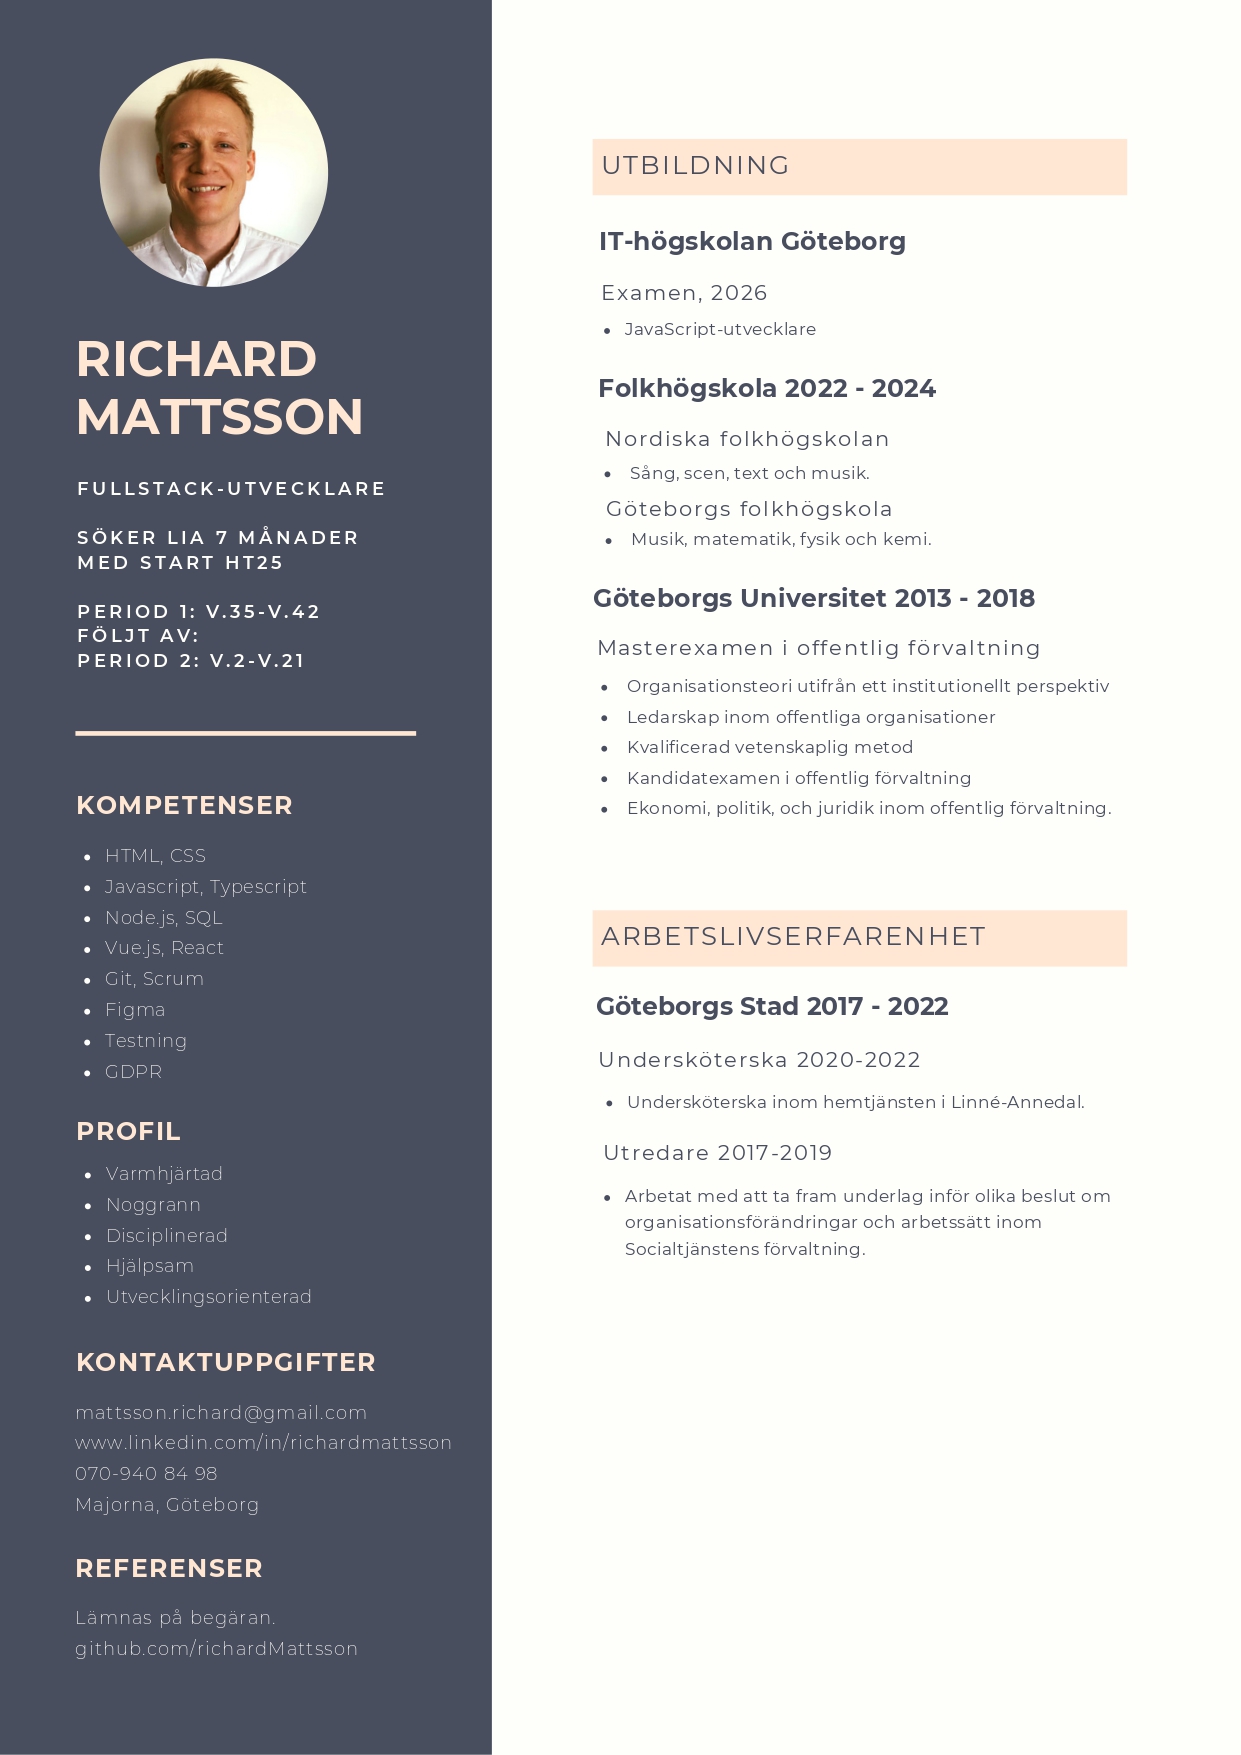 RICHARD
MATTSSON
FULLSTACK-UTVECKLARE
SÖKER LIA 7 MÅNADER
MED START HT25
PERIOD 1: V.35-V.42
FÖLJT AV:
PERIOD 2: V.2-V.21
KOMPETENSER
• HTML, CSS
• Javascript, Typescript
• Node.js, SQL
• Vue.js, React
• Git, Scrum
• Figma
• Testning
• GDPR
PROFIL
• Varmhjärtad
• Noggrann
• Disciplinerad
• Hjälpsam
• Utvecklingsorienterad
KONTAKTUPPGIFTER
mattsson.richard@gmail.com
www.linkedin.com/in/richardmattsson
070-940 84 98
Majorna, Göteborg
REFERENSER
Lämnas på begäran.
github.com/richardMattsson
UTBILDNING
IT-högskolan Göteborg
Examen, 2026
• JavaScript-utvecklare
Folkhögskola 2022 - 2024
Nordiska folkhögskolan
• Sång, scen, text och musik.
Göteborgs folkhögskola
• Musik, matematik, fysik och kemi.
Göteborgs Universitet 2013 - 2018
Masterexamen i offentlig förvaltning
• Organisationsteori utifrån ett institutionellt perspektiv
• Ledarskap inom offentliga organisationer
• Kvalificerad vetenskaplig metod
• Kandidatexamen i offentlig förvaltning
• Ekonomi, politik, och juridik inom offentlig förvaltning.
ARBETSLIVSERFARENHET
Göteborgs Stad 2017 - 2022
Undersköterska 2020-2022
• Undersköterska inom hemtjänsten i Linné-Annedal.
Utredare 2017-2019
• Arbetat med att ta fram underlag inför olika beslut om
organisationsförändringar och arbetssätt inom
Socialtjänstens förvaltning.